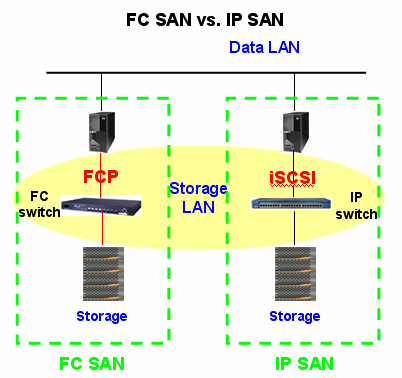 FC SAN vs. IP SAN
Data LAN
FCP
iSCSI
FC
switch
Storage
LAN
IP
switch
Storage
Storage
FC SAN
IP SAN